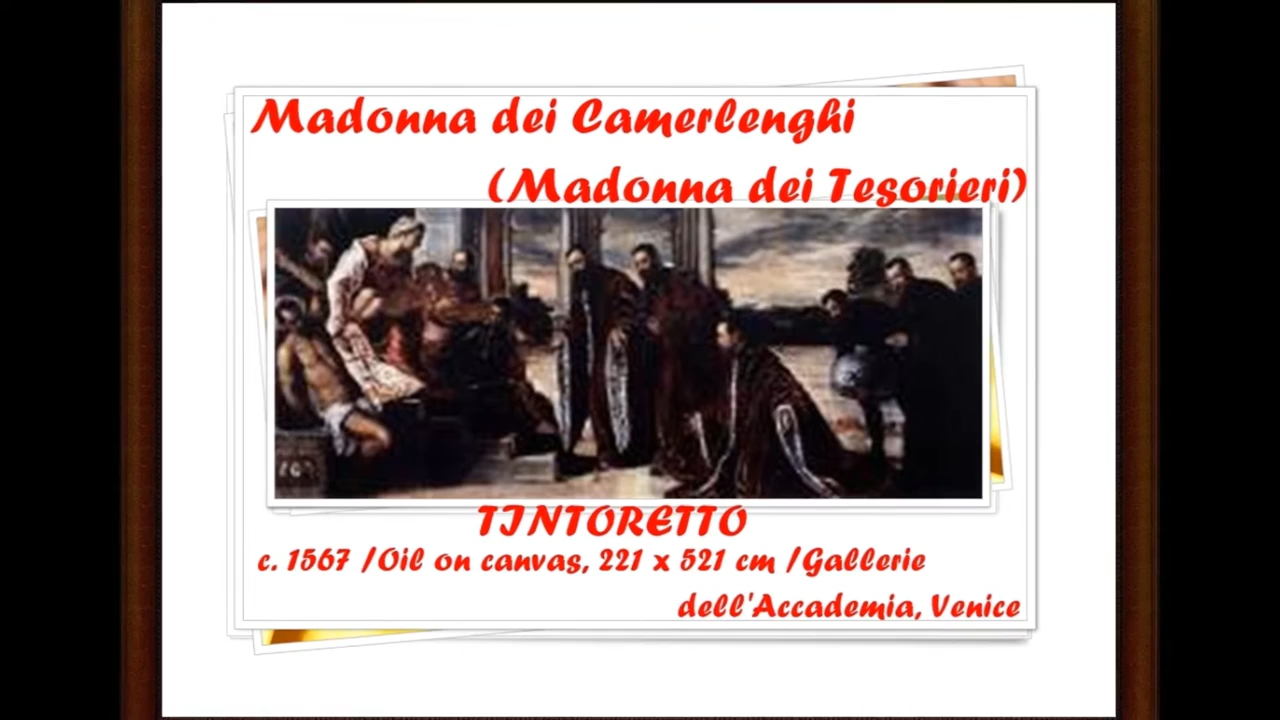 Madonna dei Camerlenghi
(Madonna dei Tesorieri)
TINTORETTO
c. 1567 /Oil on canvas, 221 x 521 cm /Gallerie
dell'Accademia, Venice